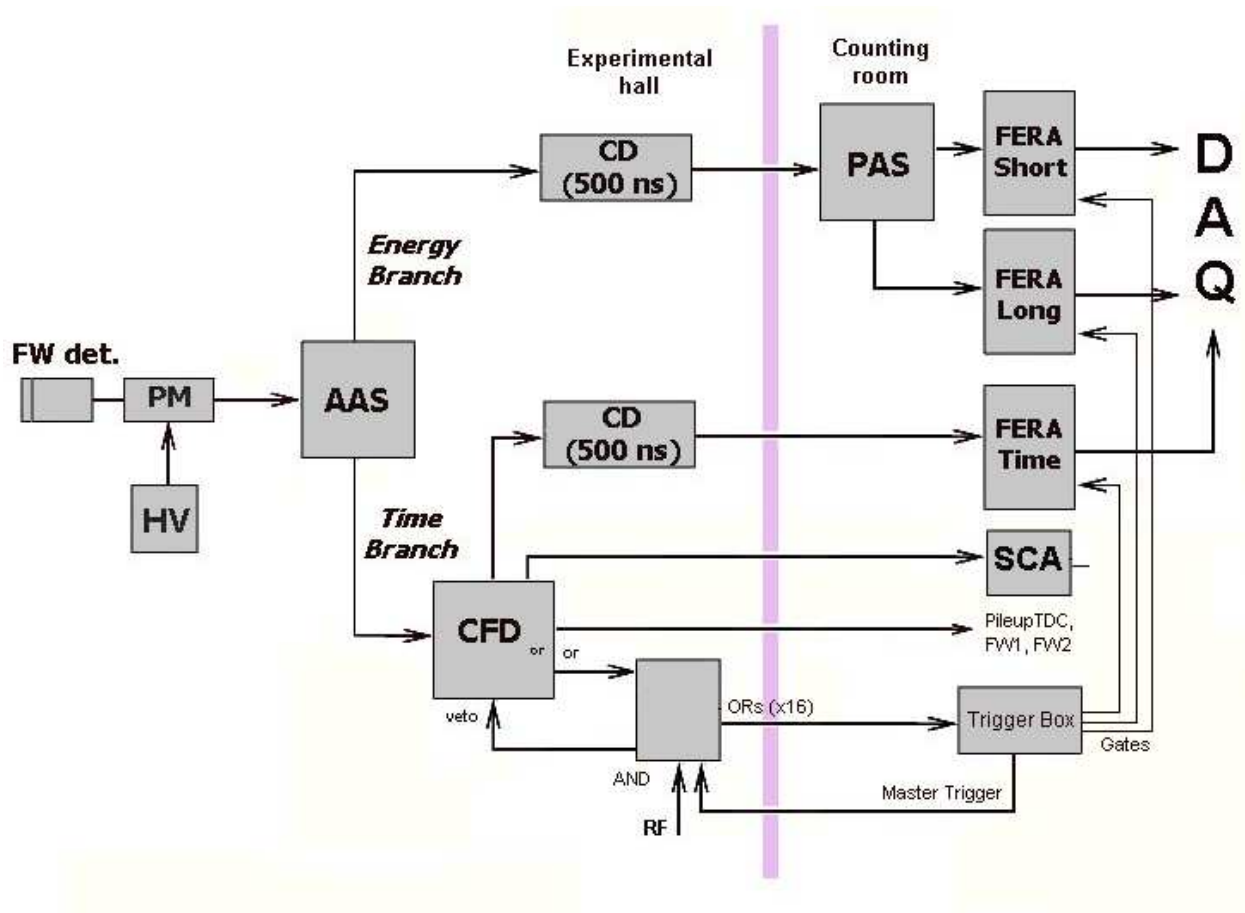 Experimental
hall
Counting
room
CD
(500 ns)
PAS
FERA
Short
D
A
Q
Energy
Branch
FERA
Long
FW det.
PM
AAS
HV
CD
(500 ns)
FERA
Time
Time
Branch
SCA
CFD
or
or
PileupTDC,
FW1, FW2
veto
ORs (x16)
Trigger Box
Gates
AND
Master Trigger
RF